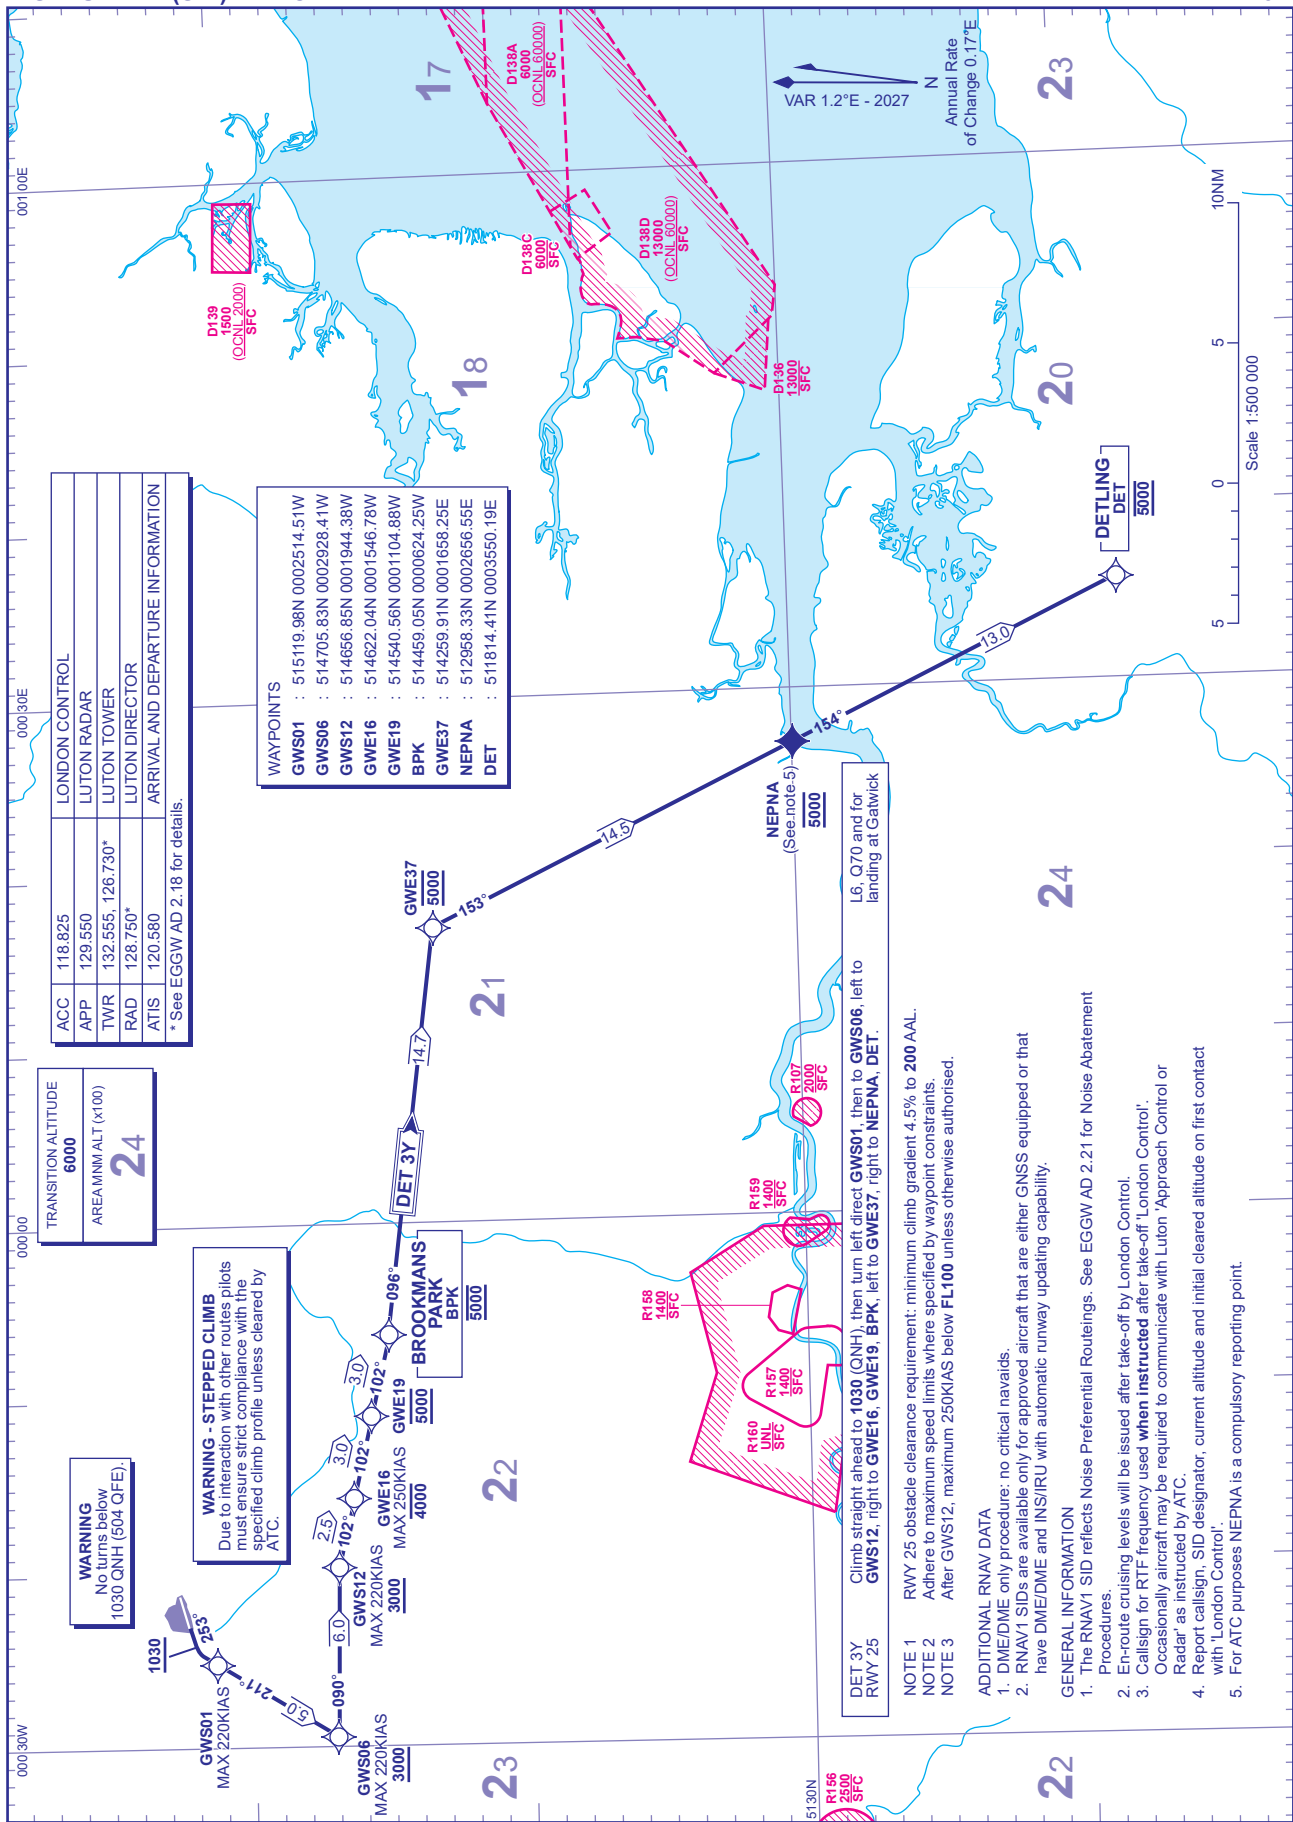 00030W
00000
00030E
00100E
5130N
TRANSITION ALTITUDE
6000
AREA MNM ALT (x100)
24
ACC 118.825 LONDON CONTROL
APP 129.550 LUTON RADAR
TWR 132.555, 126.730* LUTON TOWER
RAD 128.750* LUTON DIRECTOR
ATIS 120.580 ARRIVAL AND DEPARTURE INFORMATION
* See EGGW AD 2.18 for details.
WARNING
No turns below
1030 QNH (504 QFE).
WARNING - STEPPED CLIMB
Due to interaction with other routes pilots
must ensure strict compliance with the
specified climb profile unless cleared by
ATC.
WAYPOINTS
GWS01 : 515119.98N 0002514.51W
GWS06 : 514705.83N 0002928.41W
GWS12 : 514656.85N 0001944.38W
GWE16 : 514622.04N 0001546.78W
GWE19 : 514540.56N 0001104.88W
BPK : 514459.05N 0000624.25W
GWE37 : 514259.91N 0001658.25E
NEPNA : 512958.33N 0002656.55E
DET : 511814.41N 0003550.19E
1030
253°
GWS01
MAX 220KIAS
211°
5.0
GWS06
MAX 220KIAS
3000
090°
6.0
GWS12
MAX 220KIAS
3000
102°
2.5
GWE16
MAX 250KIAS
4000
102°
3.0
GWE19
5000
102°
3.0
BROOKMANS
PARK
BPK
5000
096°
DET 3Y
14.7
GWE37
5000
153°
14.5
NEPNA
(See note 5)
5000
154°
13.0
DETLING
DET
5000
D139
1500
(OCNL 2000)
SFC
D138A
6000
(OCNL 60000)
SFC
D138C
6000
SFC
D138D
13000
(OCNL 60000)
SFC
D136
13000
SFC
R107
2000
SFC
R159
1400
SFC
R158
1400
SFC
R157
1400
SFC
R160
UNL
SFC
R156
2500
SFC
17
18
20
21
22
23
24
22
23
VAR 1.2°E - 2027
N
Annual Rate
of Change 0.17°E
5 0 5 10NM
Scale 1:500 000
DET 3Y
RWY 25
Climb straight ahead to 1030 (QNH), then turn left direct GWS01, then to GWS06, left to
GWS12, right to GWE16, GWE19, BPK, left to GWE37, right to NEPNA, DET.
L6, Q70 and for
landing at Gatwick
NOTE 1 RWY 25 obstacle clearance requirement: minimum climb gradient 4.5% to 200 AAL.
NOTE 2 Adhere to maximum speed limits where specified by waypoint constraints.
NOTE 3 After GWS12, maximum 250KIAS below FL100 unless otherwise authorised.
ADDITIONAL RNAV DATA
1. DME/DME only procedure: no critical navaids.
2. RNAV1 SIDs are available only for approved aircraft that are either GNSS equipped or that
have DME/DME and INS/IRU with automatic runway updating capability.
GENERAL INFORMATION
1. The RNAV1 SID reflects Noise Preferential Routeings. See EGGW AD 2.21 for Noise Abatement
Procedures.
2. En-route cruising levels will be issued after take-off by London Control.
3. Callsign for RTF frequency used when instructed after take-off 'London Control'.
Occasionally aircraft may be required to communicate with Luton 'Approach Control or
Radar' as instructed by ATC.
4. Report callsign, SID designator, current altitude and initial cleared altitude on first contact
with 'London Control'.
5. For ATC purposes NEPNA is a compulsory reporting point.